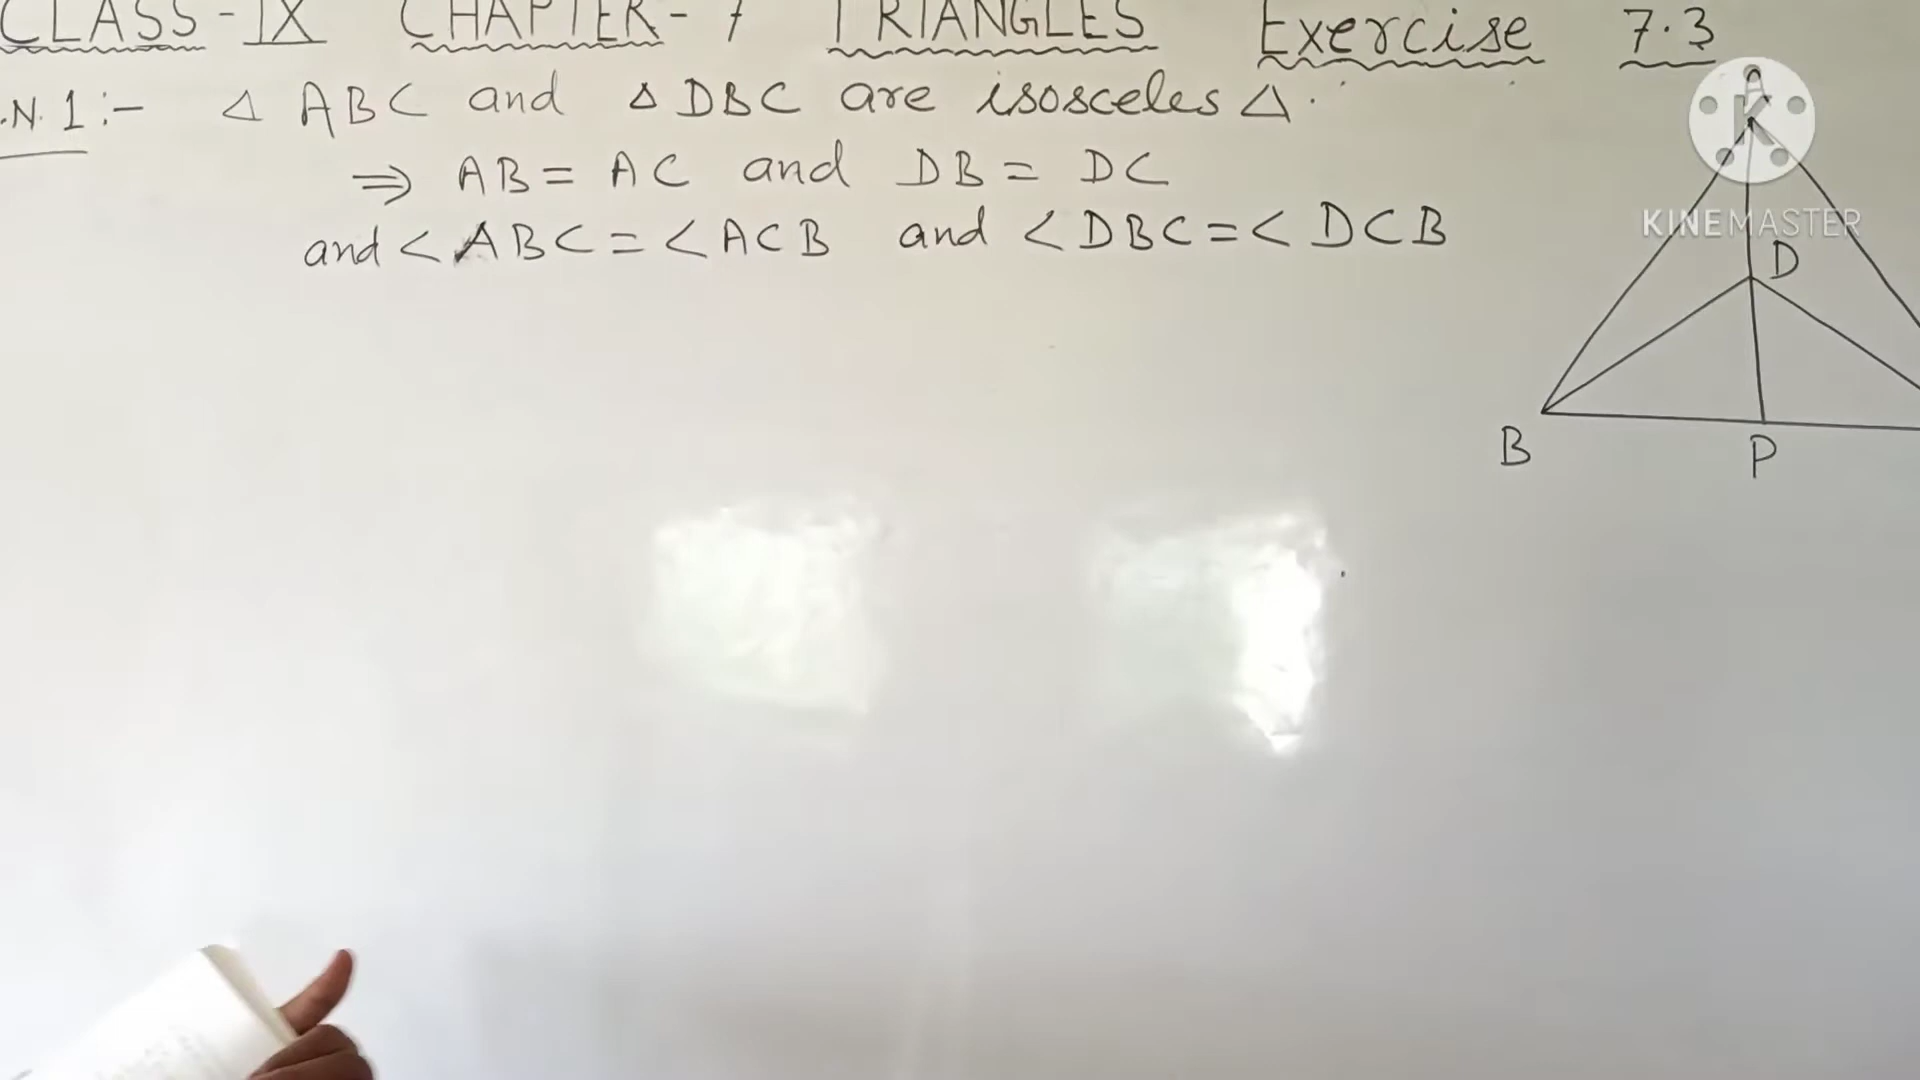 CLASS-IX CHAPTER-7 TRIANGLES Exercise 7.3
.N. 1:- △ ABC and △ DBC are isosceles △.
⇒ AB = AC and DB = DC
and <ABC = <ACB and <DBC = <DCB
A
K
KINEMASTER
D
B
P